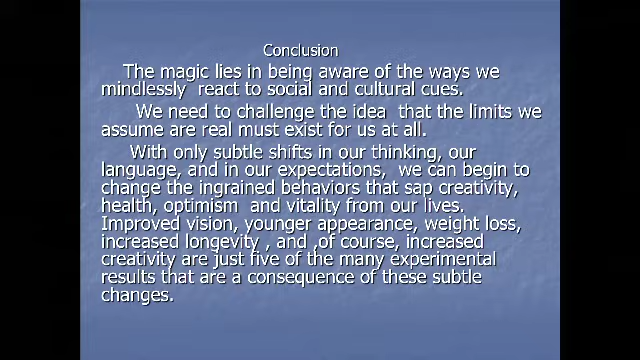 Conclusion
The magic lies in being aware of the ways we
mindlessly react to social and cultural cues.
We need to challenge the idea that the limits we
assume are real must exist for us at all.
With only subtle shifts in our thinking, our
language, and in our expectations, we can begin to
change the ingrained behaviors that sap creativity,
health, optimism and vitality from our lives.
Improved vision, younger appearance, weight loss,
increased longevity , and ,of course, increased
creativity are just five of the many experimental
results that are a consequence of these subtle
changes.